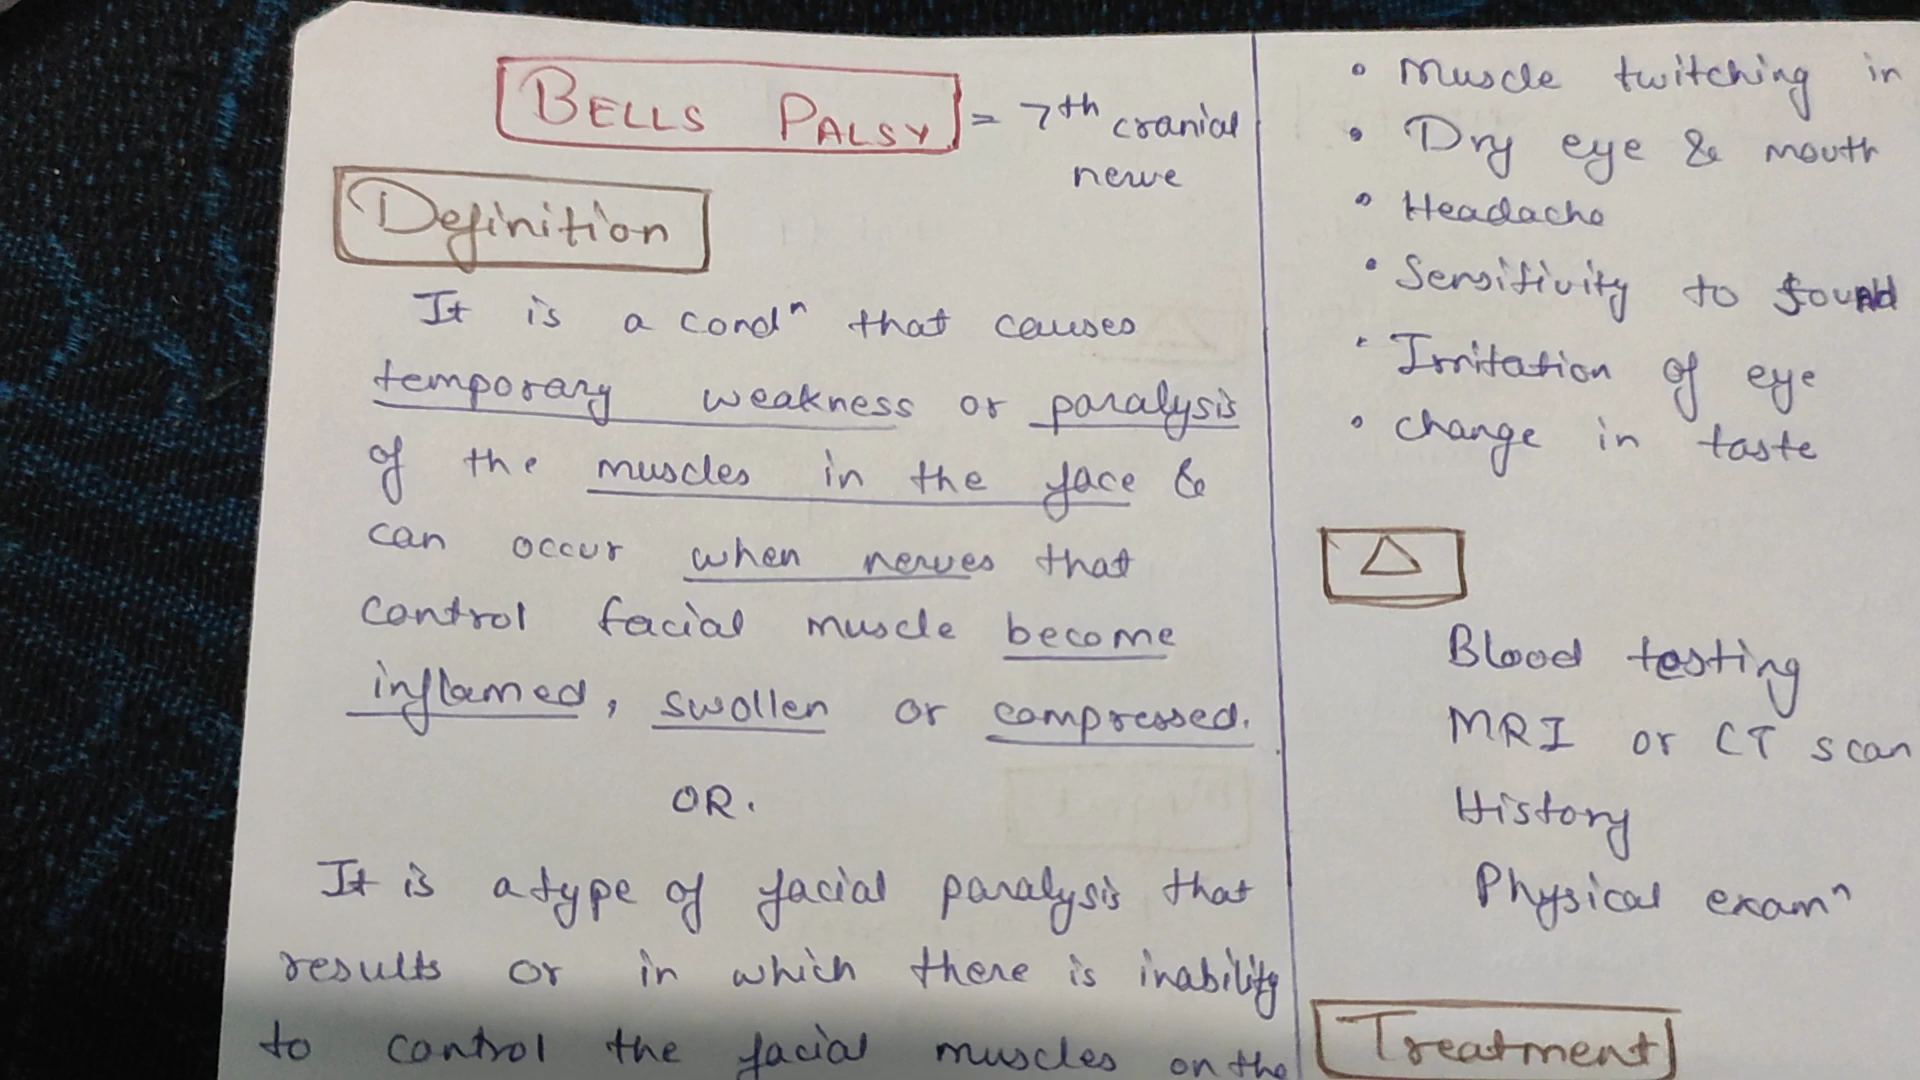 BELLS PALSY = 7th cranial
nerve
Definition
It is a condn that causes
temporary weakness or paralysis
of the muscles in the face &
can occur when nerves that
control facial muscle become
inflamed, swollen or compressed.
OR.
It is a type of facial paralysis that
results or in which there is inability
to control the facial muscles on the
• Muscle twitching in
• Dry eye & mouth
• Headache
• Sensitivity to sound
• Irritation of eye
• change in taste
△
Blood testing
MRI or CT scan
History
Physical examn
Treatment